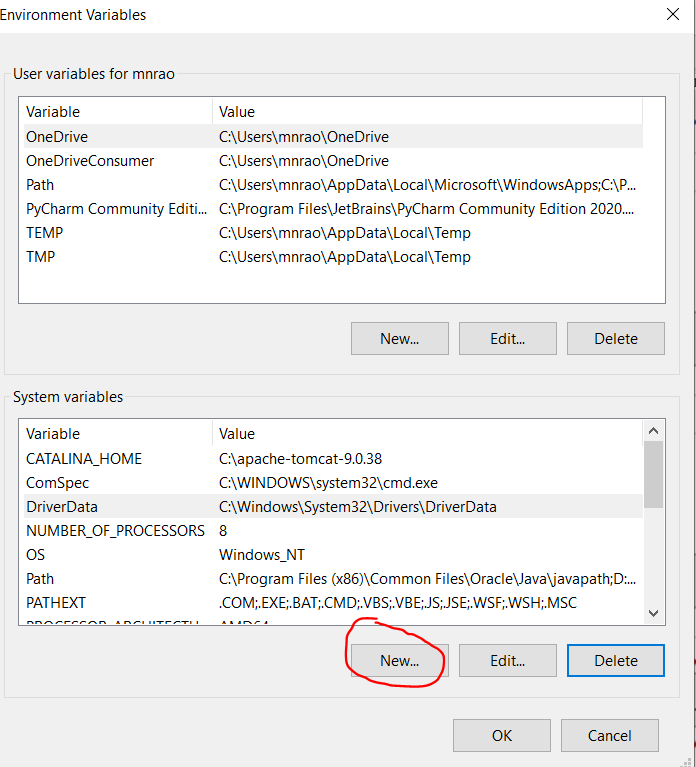 Environment Variables
User variables for mnrao
Variable Value
OneDrive C:\Users\mnrao\OneDrive
OneDriveConsumer C:\Users\mnrao\OneDrive
Path C:\Users\mnrao\AppData\Local\Microsoft\WindowsApps;C:\P...
PyCharm Community Editi... C:\Program Files\JetBrains\PyCharm Community Edition 2020....
TEMP C:\Users\mnrao\AppData\Local\Temp
TMP C:\Users\mnrao\AppData\Local\Temp
New... Edit... Delete
System variables
Variable Value
CATALINA_HOME C:\apache-tomcat-9.0.38
ComSpec C:\WINDOWS\system32\cmd.exe
DriverData C:\Windows\System32\Drivers\DriverData
NUMBER_OF_PROCESSORS 8
OS Windows_NT
Path C:\Program Files (x86)\Common Files\Oracle\Java\javapath;D:...
PATHEXT .COM;.EXE;.BAT;.CMD;.VBS;.VBE;.JS;.JSE;.WSF;.WSH;.MSC
New... Edit... Delete
OK Cancel